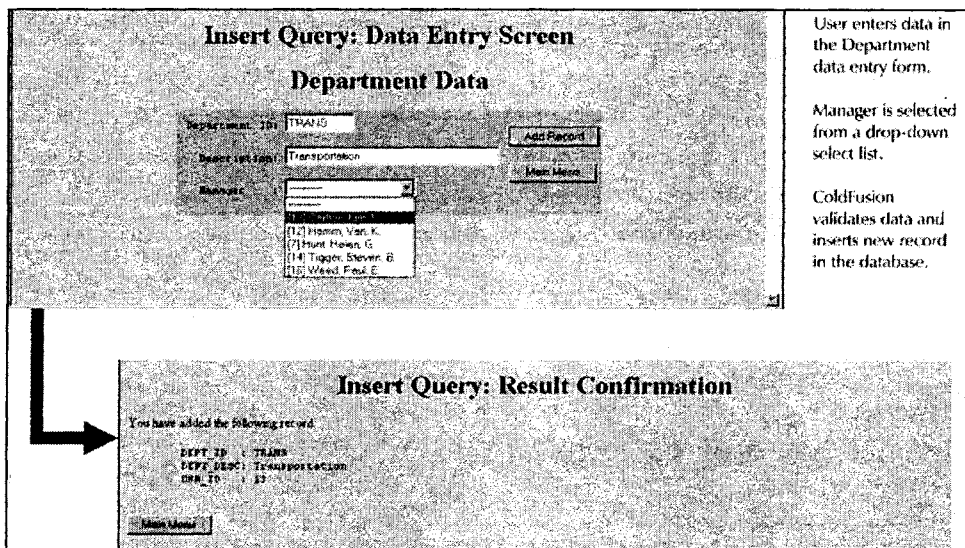 Insert Query: Data Entry Screen
Department Data
Department ID: TRANS
Add Record
Description: Transportation
Main Menu
Manager :
[12] Hamm, Van, K.
[7] Hunt, Helen, G.
[14] Tigger, Steven, B.
Weed, Paul, E.
User enters data in
the Department
data entry form.
Manager is selected
from a drop-down
select list.
ColdFusion
validates data and
inserts new record
in the database.
Insert Query: Result Confirmation
You have added the following record
DEPT_ID : TRANS
DEPT_DESC: Transportation
Main Menu